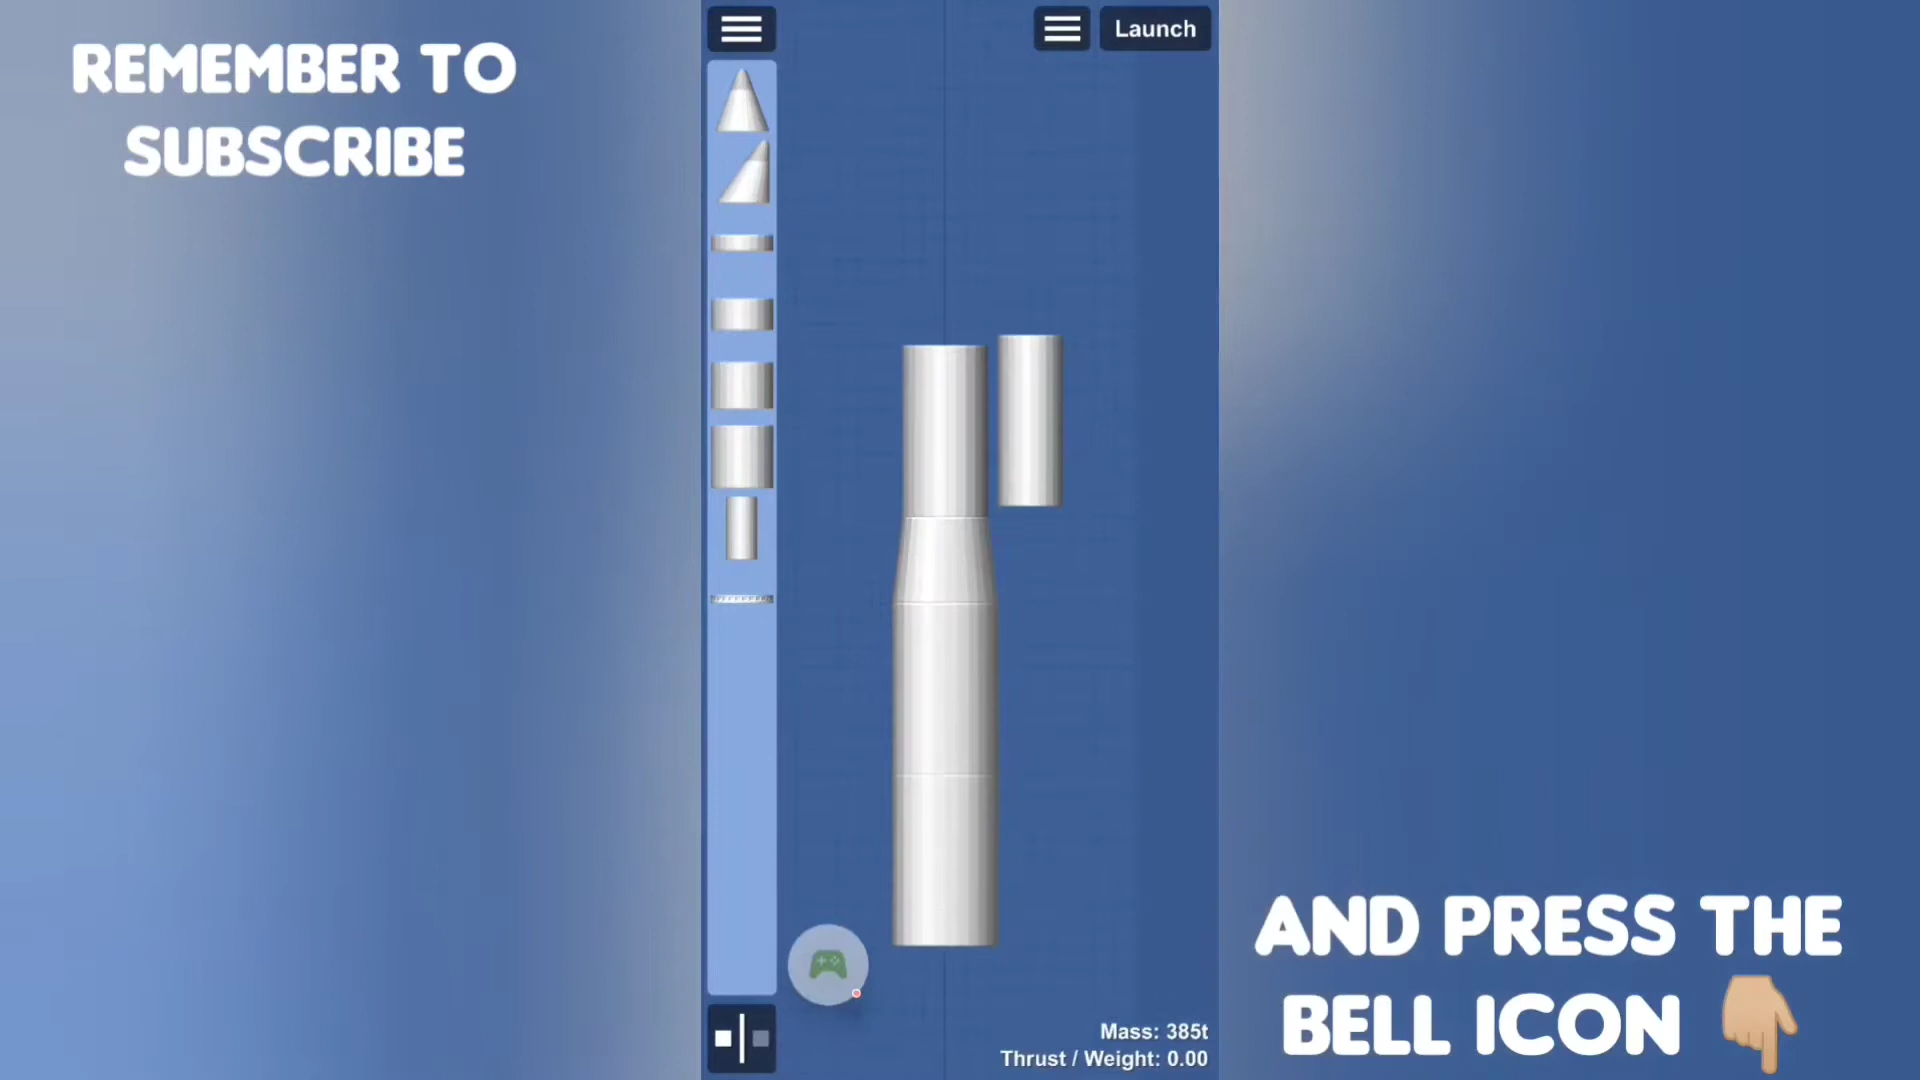 REMEMBER TO
SUBSCRIBE
Launch
Mass: 385t
Thrust / Weight: 0.00
AND PRESS THE
BELL ICON